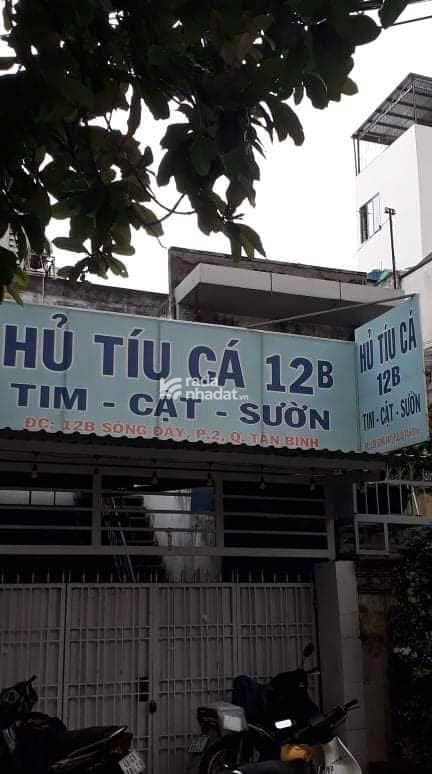 HỦ TÍU CÁ 12B
TIM - CẬT - SƯỜN
ĐC: 12B SÔNG ĐÁY, P.2, Q. TÂN BÌNH
rada
nhadat.vn
HỦ TÍU CÁ
12B
TIM - CẬT - SƯỜN